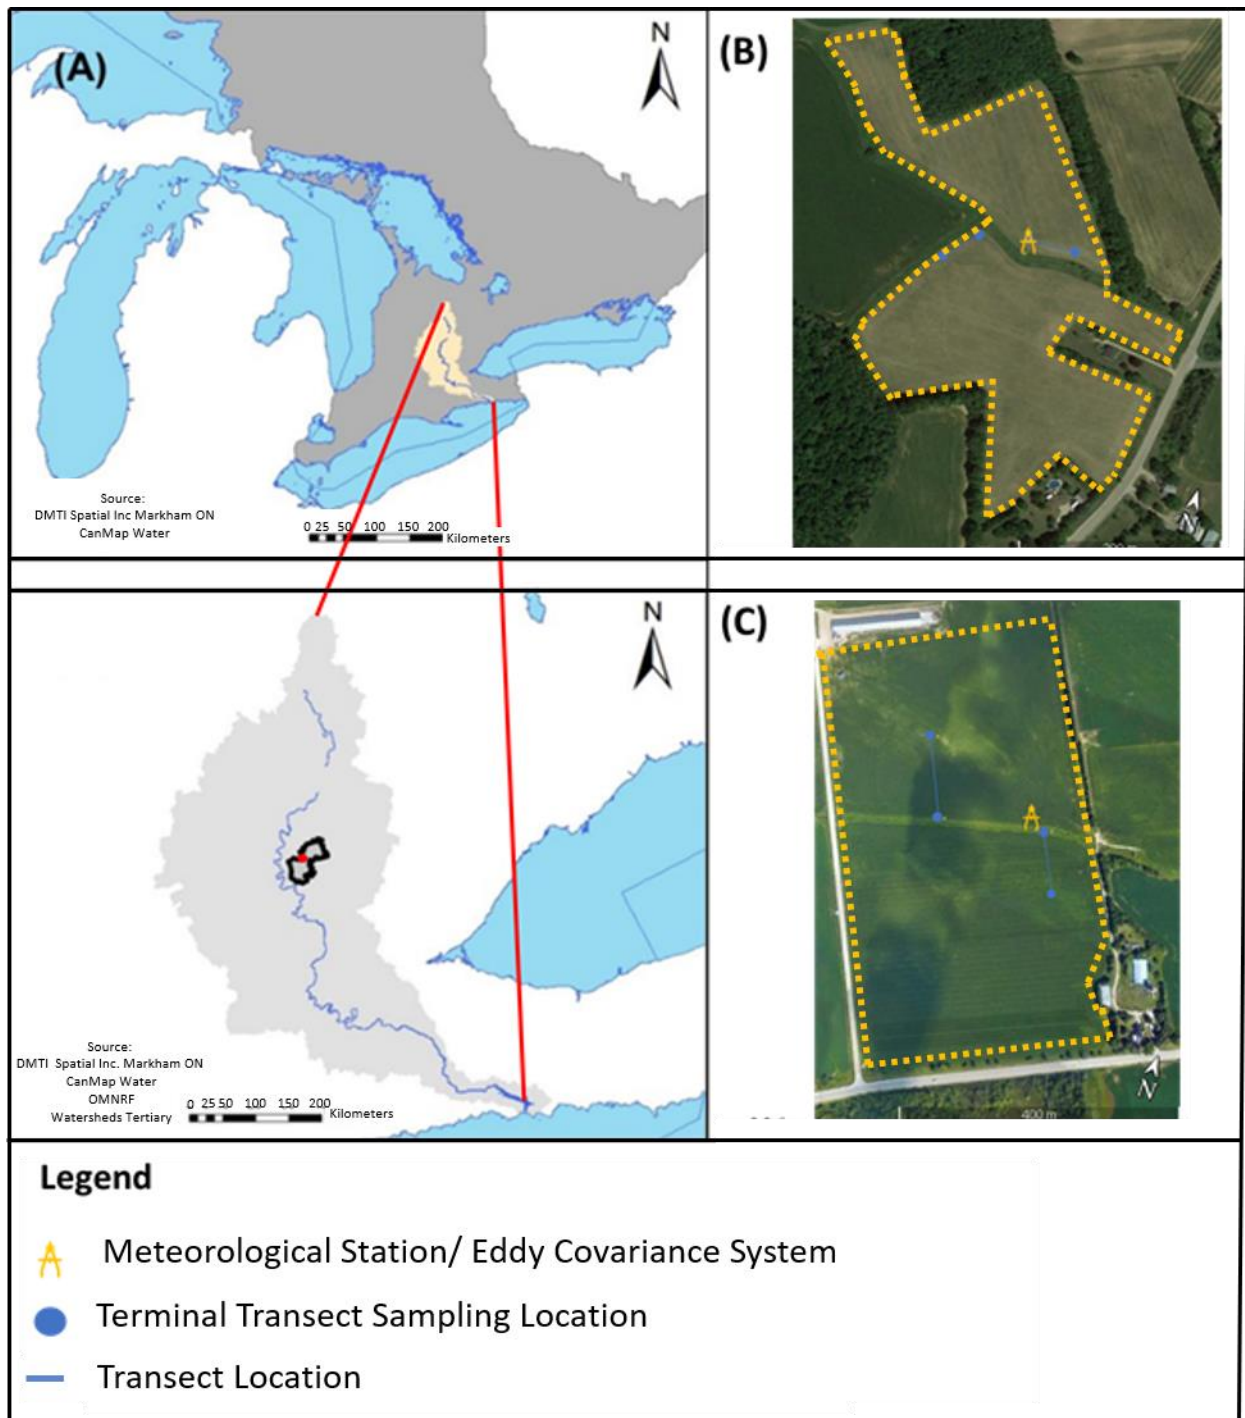 (A)
N
Source:
DMTI Spatial Inc Markham ON
CanMap Water
0 25 50 100 150 200
Kilometers
(B)
N
N
Source:
DMTI Spatial Inc. Markham ON
CanMap Water
OMNRF
Watersheds Tertiary
0 25 50 100 150 200
Kilometers
(C)
N
400 m
Legend
Meteorological Station/ Eddy Covariance System
Terminal Transect Sampling Location
Transect Location